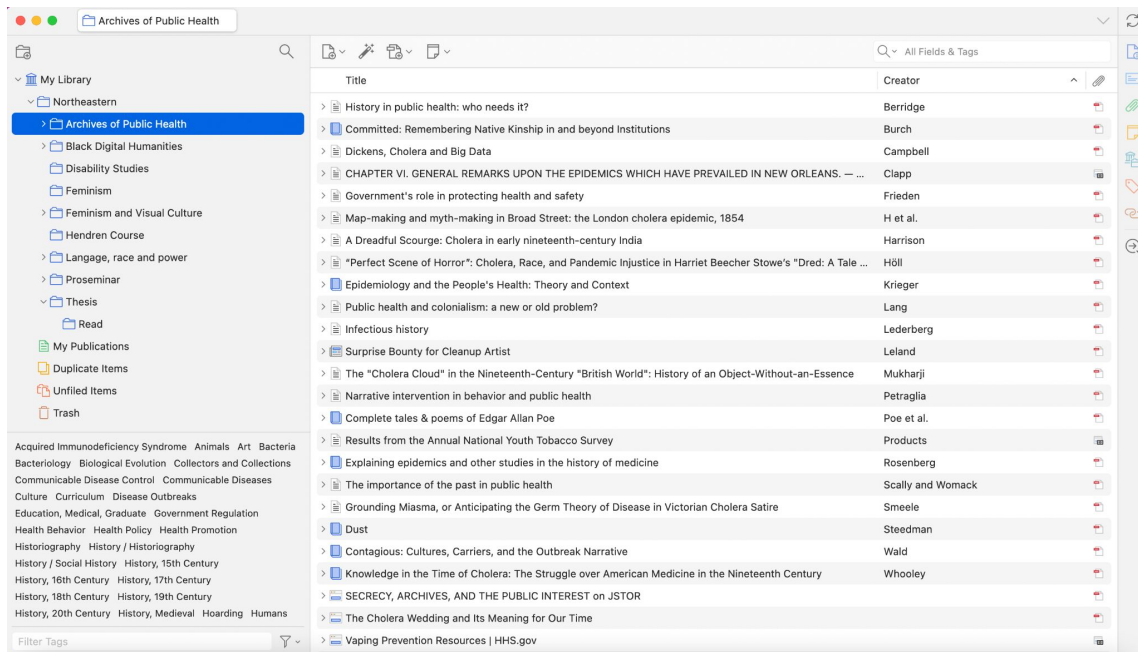 Archives of Public Health
All Fields & Tags
My Library
Northeastern
Archives of Public Health
Black Digital Humanities
Disability Studies
Feminism
Feminism and Visual Culture
Hendren Course
Langage, race and power
Proseminar
Thesis
Read
My Publications
Duplicate Items
Unfiled Items
Trash
Acquired Immunodeficiency Syndrome Animals Art Bacteria
Bacteriology Biological Evolution Collectors and Collections
Communicable Disease Control Communicable Diseases
Culture Curriculum Disease Outbreaks
Education, Medical, Graduate Government Regulation
Health Behavior Health Policy Health Promotion
Historiography History / Historiography
History / Social History History, 15th Century
History, 16th Century History, 17th Century
History, 18th Century History, 19th Century
History, 20th Century History, Medieval Hoarding Humans
Filter Tags
Title Creator
History in public health: who needs it? Berridge
Committed: Remembering Native Kinship in and beyond Institutions Burch
Dickens, Cholera and Big Data Campbell
CHAPTER VI. GENERAL REMARKS UPON THE EPIDEMICS WHICH HAVE PREVAILED IN NEW ORLEANS. — ... Clapp
Government's role in protecting health and safety Frieden
Map-making and myth-making in Broad Street: the London cholera epidemic, 1854 H et al.
A Dreadful Scourge: Cholera in early nineteenth-century India Harrison
“Perfect Scene of Horror”: Cholera, Race, and Pandemic Injustice in Harriet Beecher Stowe's "Dred: A Tale ... Höll
Epidemiology and the People's Health: Theory and Context Krieger
Public health and colonialism: a new or old problem? Lang
Infectious history Lederberg
Surprise Bounty for Cleanup Artist Leland
The "Cholera Cloud" in the Nineteenth-Century "British World": History of an Object-Without-an-Essence Mukharji
Narrative intervention in behavior and public health Petraglia
Complete tales & poems of Edgar Allan Poe Poe et al.
Results from the Annual National Youth Tobacco Survey Products
Explaining epidemics and other studies in the history of medicine Rosenberg
The importance of the past in public health Scally and Womack
Grounding Miasma, or Anticipating the Germ Theory of Disease in Victorian Cholera Satire Smeele
Dust Steedman
Contagious: Cultures, Carriers, and the Outbreak Narrative Wald
Knowledge in the Time of Cholera: The Struggle over American Medicine in the Nineteenth Century Whooley
SECRECY, ARCHIVES, AND THE PUBLIC INTEREST on JSTOR
The Cholera Wedding and Its Meaning for Our Time
Vaping Prevention Resources | HHS.gov